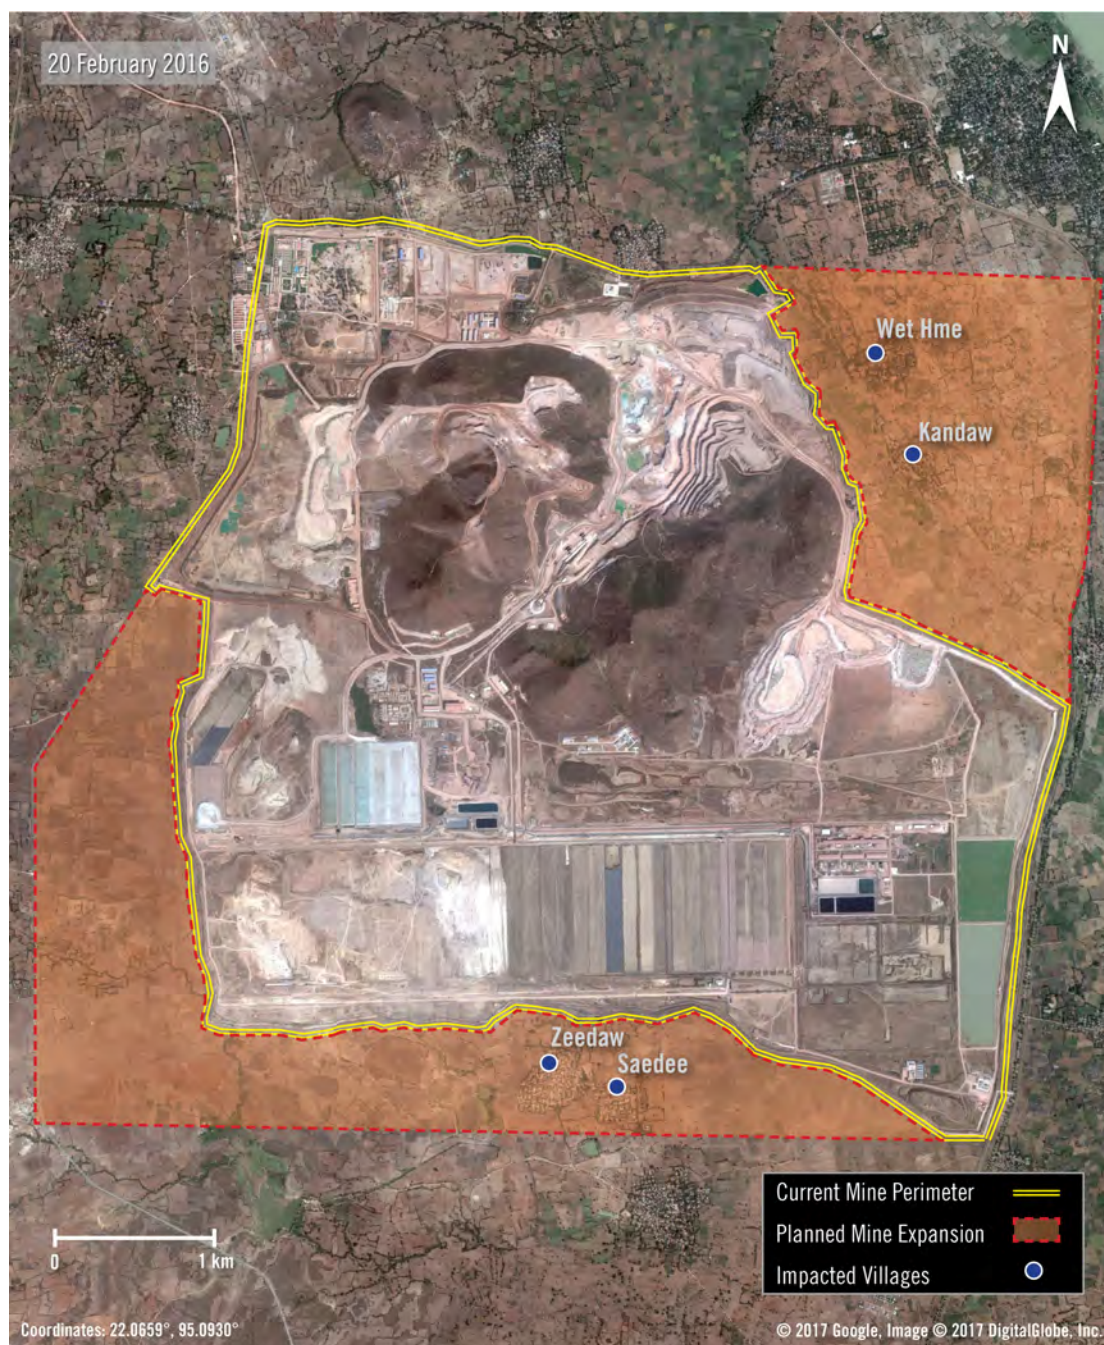 20 February 2016
N
Wet Hme
Kandaw
Zeedaw
Saedee
Current Mine Perimeter
Planned Mine Expansion
Impacted Villages
0 1 km
Coordinates: 22.0659°, 95.0930°
© 2017 Google, Image © 2017 DigitalGlobe, Inc.